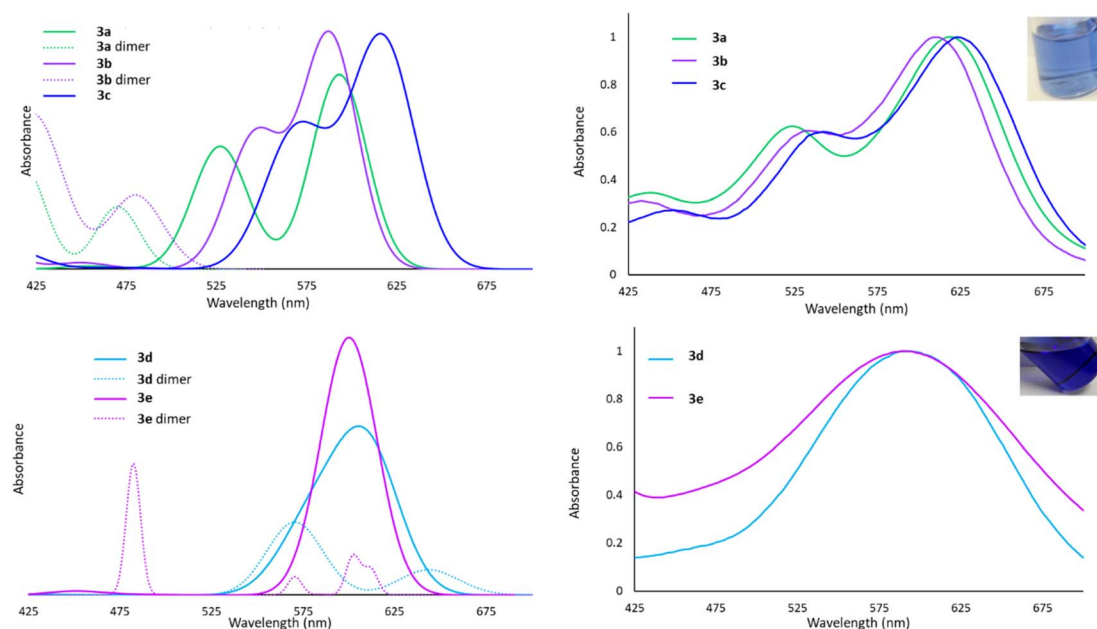 3a
3a dimer
3b
3b dimer
3c
Absorbance
425 475 525 575 625 675
Wavelength (nm)
3a
3b
3c
1
0.8
0.6
0.4
0.2
0
Absorbance
425 475 525 575 625 675
Wavelength (nm)
3d
3d dimer
3e
3e dimer
Absorbance
425 475 525 575 625 675
Wavelength (nm)
3d
3e
1
0.8
0.6
0.4
0.2
0
Absorbance
425 475 525 575 625 675
Wavelength (nm)